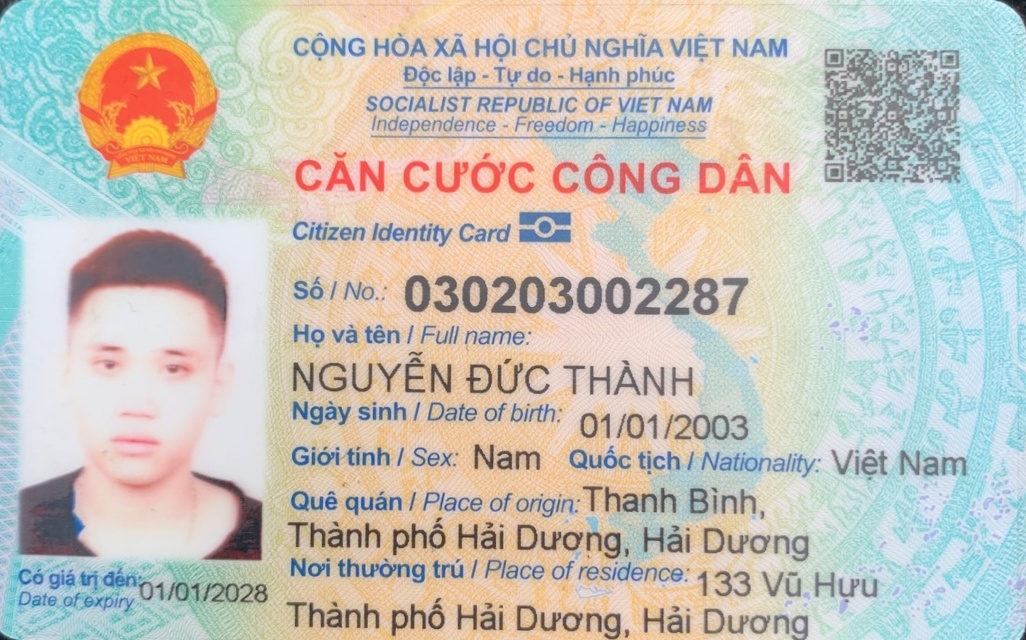 CỘNG HÒA XÃ HỘI CHỦ NGHĨA VIỆT NAM
Độc lập - Tự do - Hạnh phúc
SOCIALIST REPUBLIC OF VIET NAM
Independence - Freedom - Happiness
VIỆT NAM
CĂN CƯỚC CÔNG DÂN
Citizen Identity Card
Số / No.: 030203002287
Họ và tên / Full name:
NGUYỄN ĐỨC THÀNH
Ngày sinh / Date of birth: 01/01/2003
Giới tính / Sex: Nam Quốc tịch / Nationality: Việt Nam
Quê quán / Place of origin: Thanh Bình,
Thành phố Hải Dương, Hải Dương
Nơi thường trú / Place of residence: 133 Vũ Hựu
Thành phố Hải Dương, Hải Dương
Có giá trị đến: 01/01/2028
Date of expiry